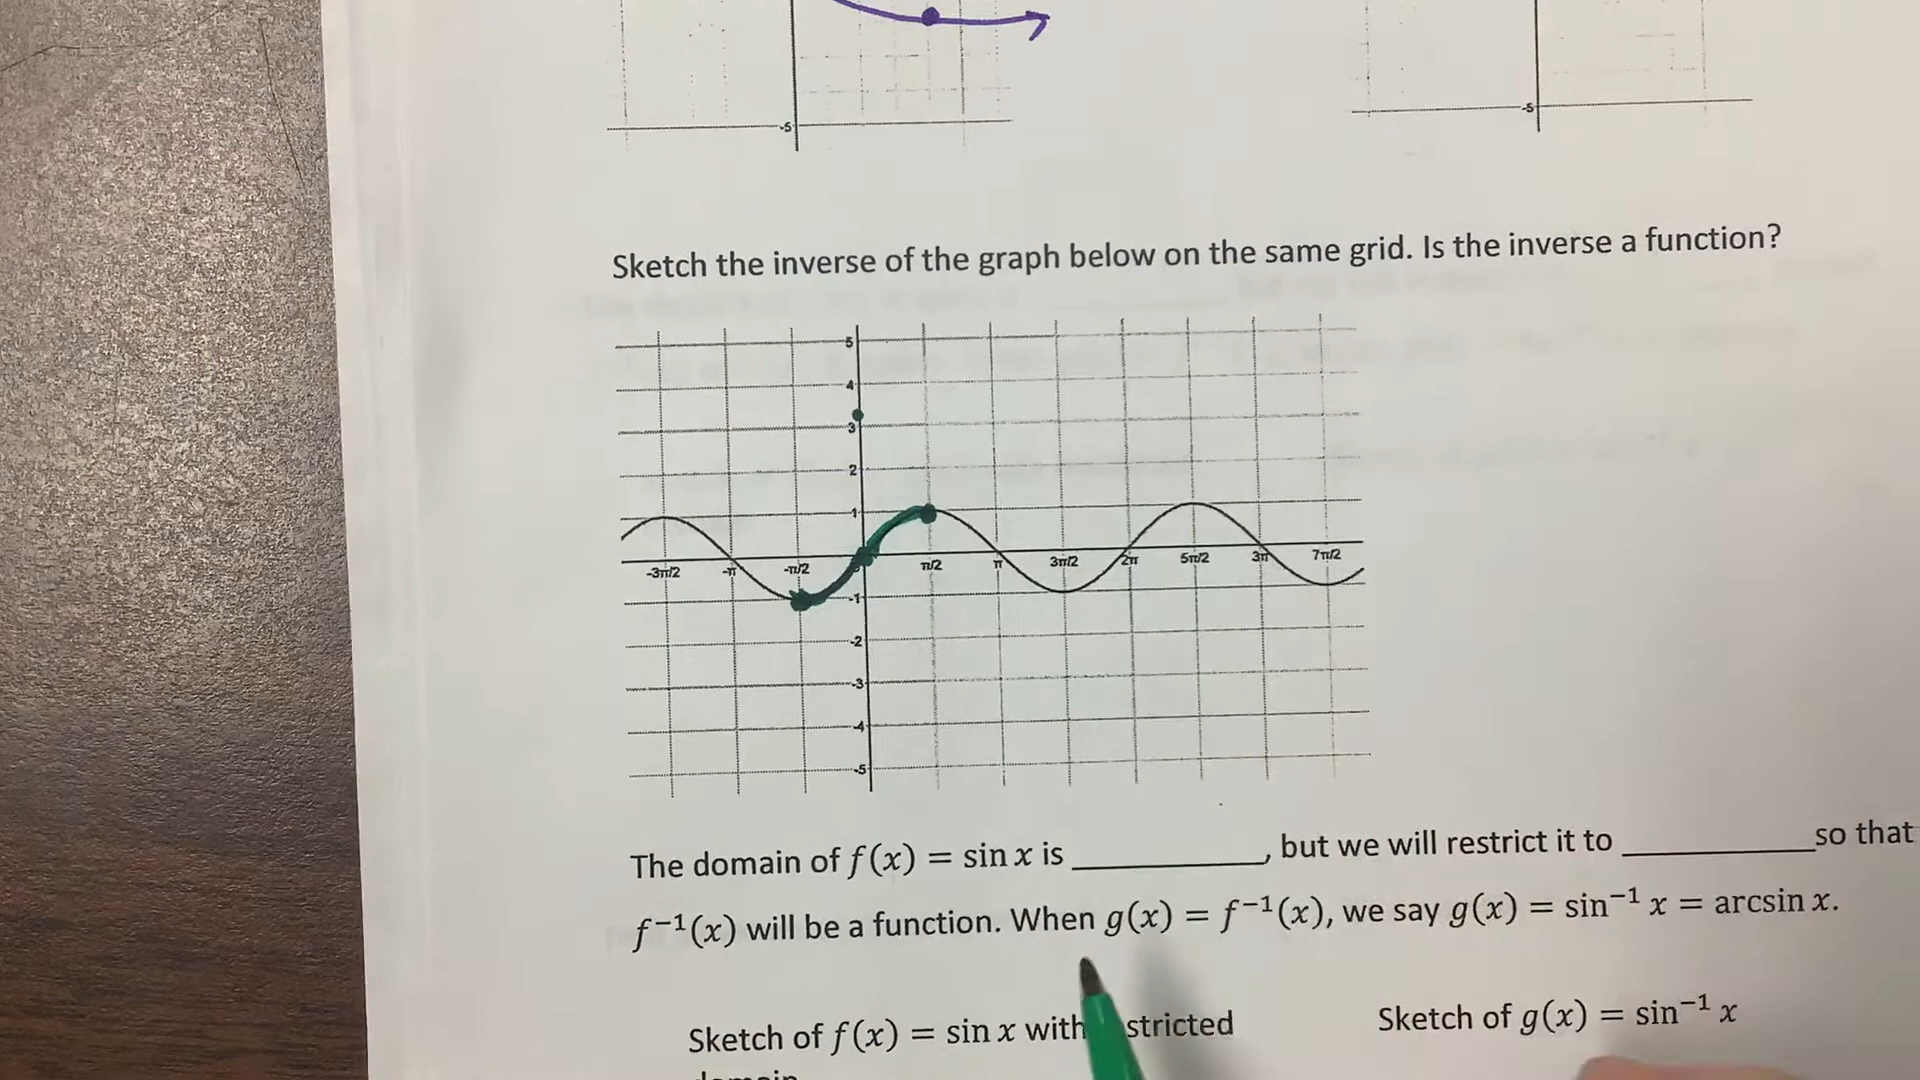 -5
-5
Sketch the inverse of the graph below on the same grid. Is the inverse a function?
5
4
3
2
1
-3π/2 -π -π/2 π/2 π 3π/2 2π 5π/2 3π 7π/2
-1
-2
-3
-4
-5
The domain of f(x) = sin x is __________, but we will restrict it to __________so that
f⁻¹(x) will be a function. When g(x) = f⁻¹(x), we say g(x) = sin⁻¹ x = arcsin x.
Sketch of f(x) = sin x with stricted
Sketch of g(x) = sin⁻¹ x